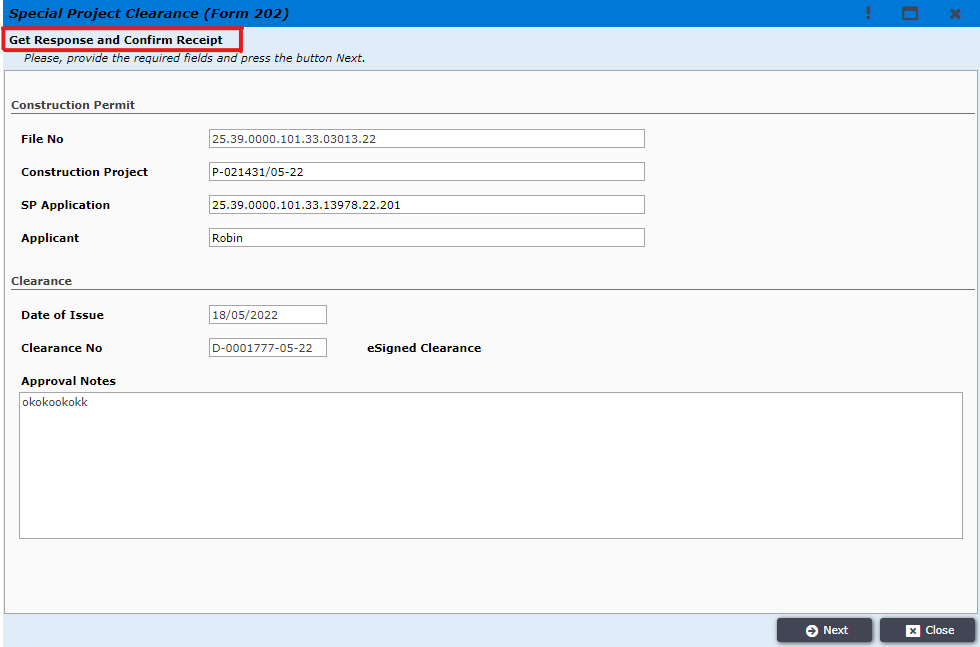 Special Project Clearance (Form 202)
Get Response and Confirm Receipt
Please, provide the required fields and press the button Next.
Construction Permit
File No 25.39.0000.101.33.03013.22
Construction Project P-021431/05-22
SP Application 25.39.0000.101.33.13978.22.201
Applicant Robin
Clearance
Date of Issue 18/05/2022
Clearance No D-0001777-05-22 eSigned Clearance
Approval Notes
okokookokk
Next Close